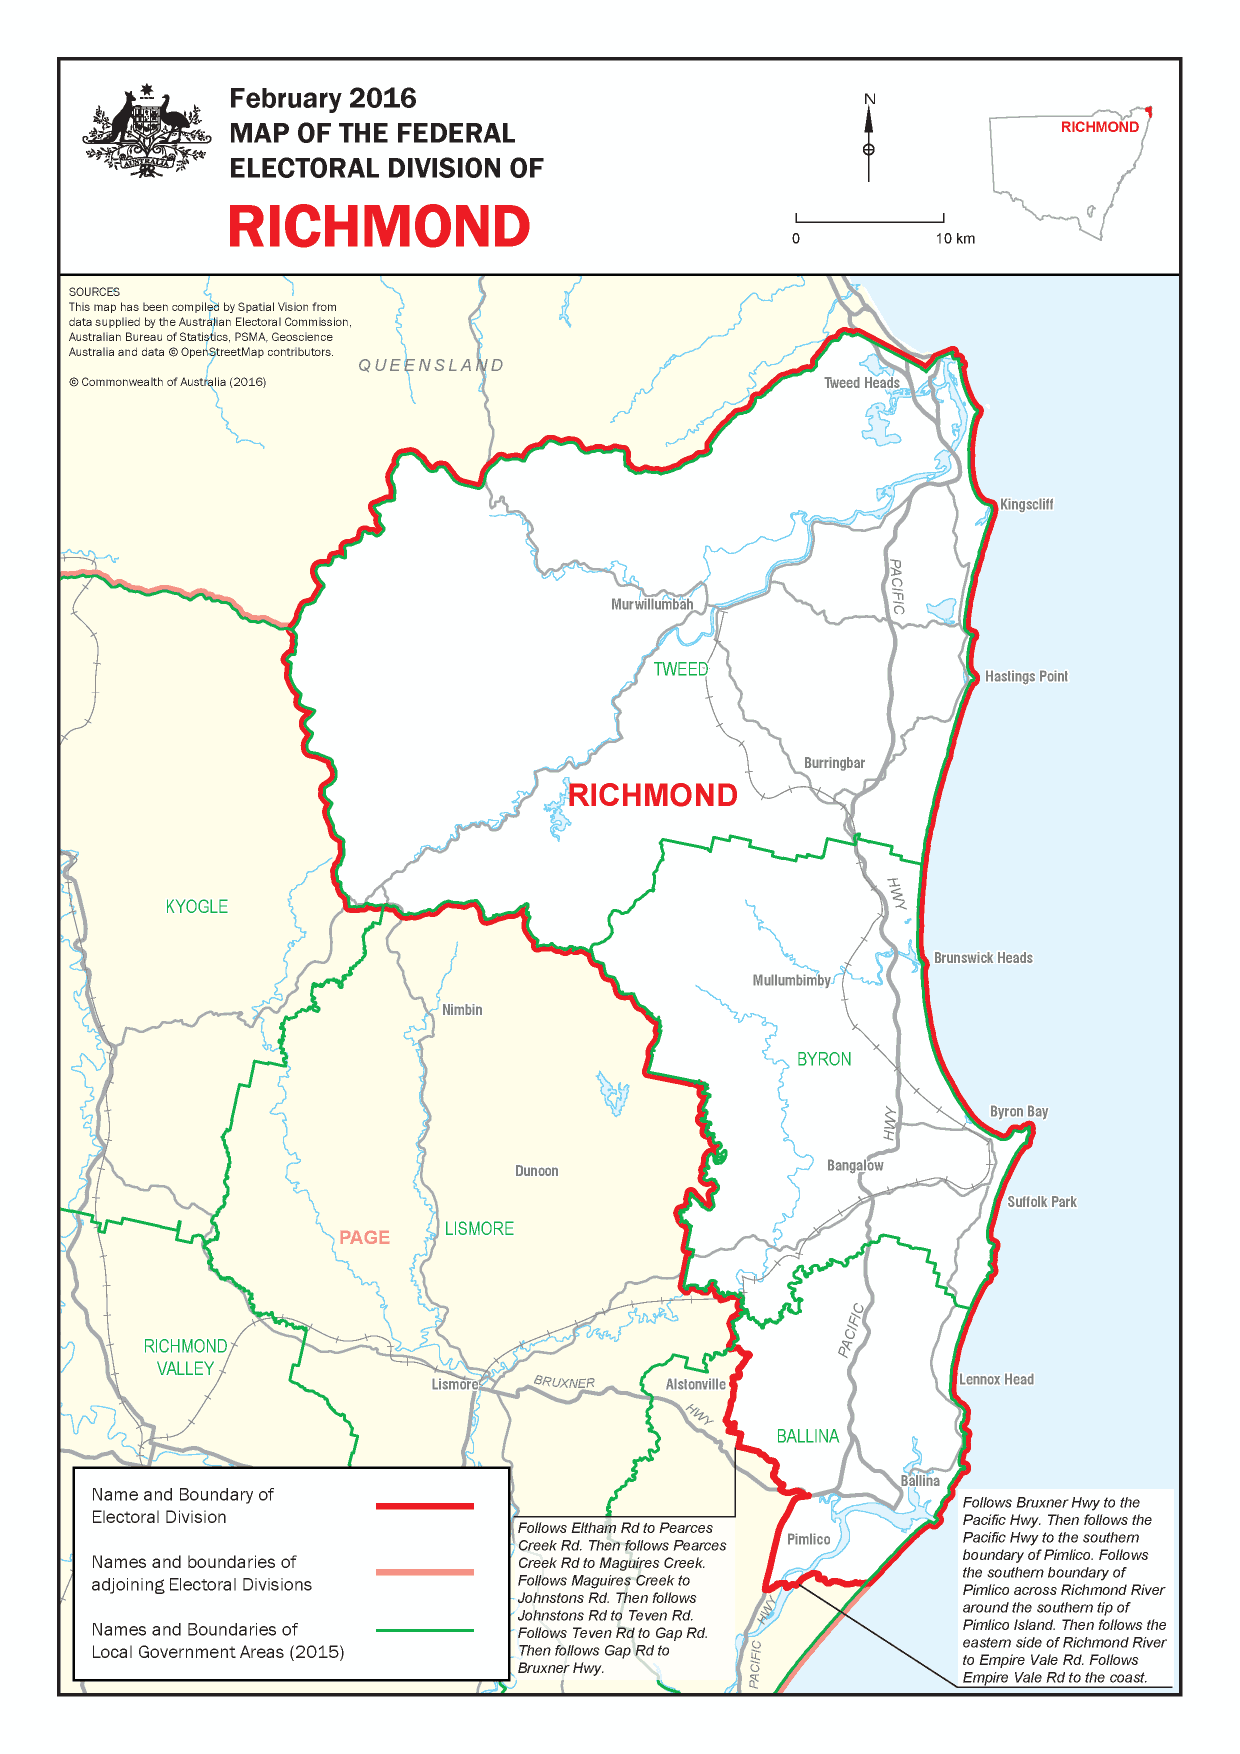 February 2016
MAP OF THE FEDERAL
ELECTORAL DIVISION OF
RICHMOND
AUSTRALIA
N
0
10 km
RICHMOND
SOURCES
This map has been compiled by Spatial Vision from
data supplied by the Australian Electoral Commission,
Australian Bureau of Statistics, PSMA, Geoscience
Australia and data © OpenStreetMap contributors.
© Commonwealth of Australia (2016)
QUEENSLAND
Tweed Heads
Kingscliff
PACIFIC
Murwillumbah
TWEED
Hastings Point
Burringbar
RICHMOND
HWY
KYOGLE
Brunswick Heads
Mullumbimby
Nimbin
BYRON
Byron Bay
HWY
Bangalow
Dunoon
Suffolk Park
LISMORE
PAGE
PACIFIC
RICHMOND
VALLEY
Lismore
BRUXNER
Alstonville
Lennox Head
HWY
BALLINA
Ballina
Pimlico
HWY
PACIFIC
Name and Boundary of
Electoral Division
Names and boundaries of
adjoining Electoral Divisions
Names and Boundaries of
Local Government Areas (2015)
Follows Eltham Rd to Pearces
Creek Rd. Then follows Pearces
Creek Rd to Maguires Creek.
Follows Maguires Creek to
Johnstons Rd. Then follows
Johnstons Rd to Teven Rd.
Follows Teven Rd to Gap Rd.
Then follows Gap Rd to
Bruxner Hwy.
Follows Bruxner Hwy to the
Pacific Hwy. Then follows the
Pacific Hwy to the southern
boundary of Pimlico. Follows
the southern boundary of
Pimlico across Richmond River
around the southern tip of
Pimlico Island. Then follows the
eastern side of Richmond River
to Empire Vale Rd. Follows
Empire Vale Rd to the coast.